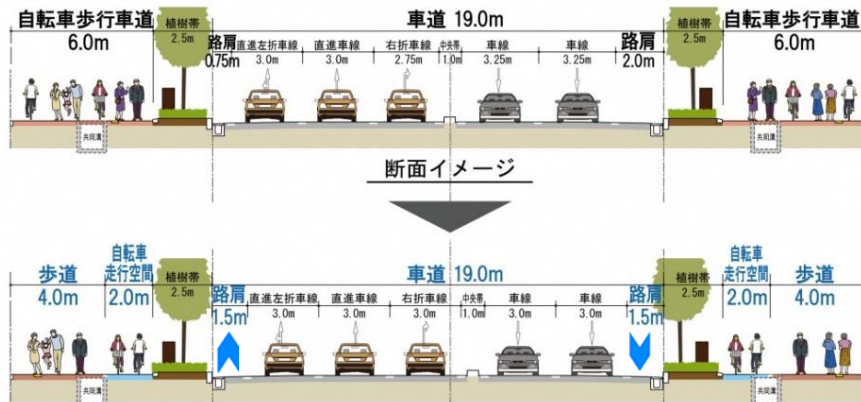 自転車歩行車道
6.0m
植樹帯
2.5m
車道 19.0m
路肩
0.75m
直進左折車線
3.0m
直進車線
3.0m
右折車線
2.75m
中央帯
1.0m
車線
3.25m
車線
3.25m
路肩
2.0m
植樹帯
2.5m
自転車歩行車道
6.0m
共同溝
共同溝
断面イメージ
歩道
4.0m
自転車
走行空間
2.0m
植樹帯
2.5m
車道 19.0m
路肩
1.5m
直進左折車線
3.0m
直進車線
3.0m
右折車線
3.0m
中央帯
1.0m
車線
3.0m
車線
3.0m
路肩
1.5m
植樹帯
2.5m
自転車
走行空間
2.0m
歩道
4.0m
共同溝
共同溝